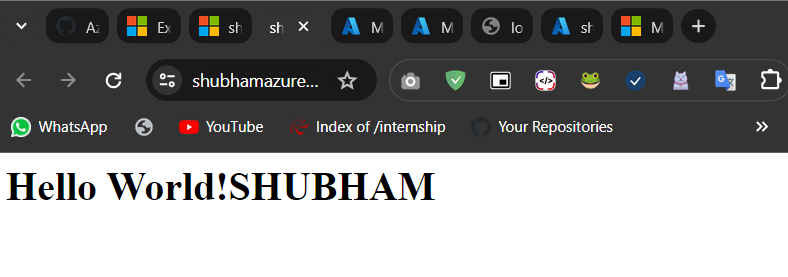 Az
Ex
sh
sh
M
M
lo
sh
M
shubhamazure...
WhatsApp
YouTube
Index of /internship
Your Repositories
Hello World!SHUBHAM